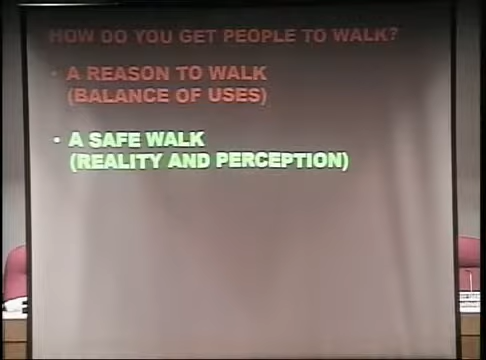 HOW DO YOU GET PEOPLE TO WALK?
• A REASON TO WALK
(BALANCE OF USES)
• A SAFE WALK
(REALITY AND PERCEPTION)